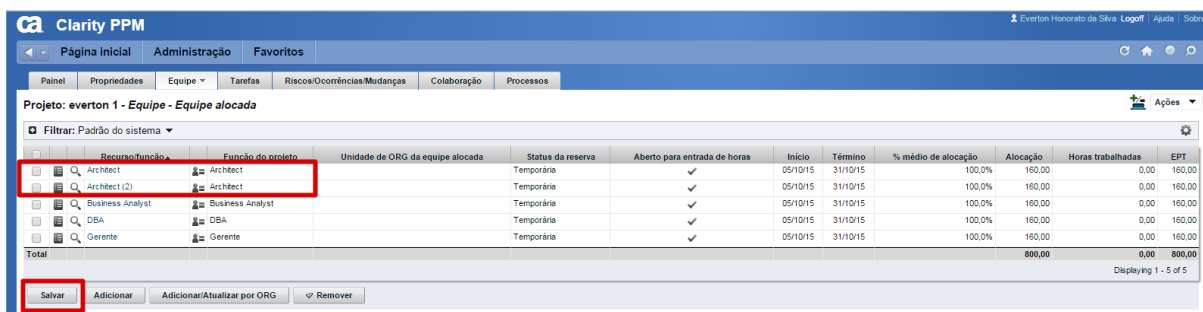 ca Clarity PPM
Everton Honorato da Silva Logoff | Ajuda | Sobre
Página inicial Administração Favoritos
Painel Propriedades Equipe Tarefas Riscos/Ocorrências/Mudanças Colaboração Processos
Projeto: everton 1 - Equipe - Equipe alocada
Ações
Filtrar: Padrão do sistema
Recurso/função Função do projeto Unidade de ORG da equipe alocada Status da reserva Aberto para entrada de horas Início Término % médio de alocação Alocação Horas trabalhadas EPT
Architect Architect Temporária ✓ 05/10/15 31/10/15 100,0% 160,00 0,00 160,00
Architect (2) Architect Temporária ✓ 05/10/15 31/10/15 100,0% 160,00 0,00 160,00
Business Analyst Business Analyst Temporária ✓ 05/10/15 31/10/15 100,0% 160,00 0,00 160,00
DBA DBA Temporária ✓ 05/10/15 31/10/15 100,0% 160,00 0,00 160,00
Gerente Gerente Temporária ✓ 05/10/15 31/10/15 100,0% 160,00 0,00 160,00
Total 800,00 0,00 800,00
Displaying 1 - 5 of 5
Salvar Adicionar Adicionar/Atualizar por ORG Remover